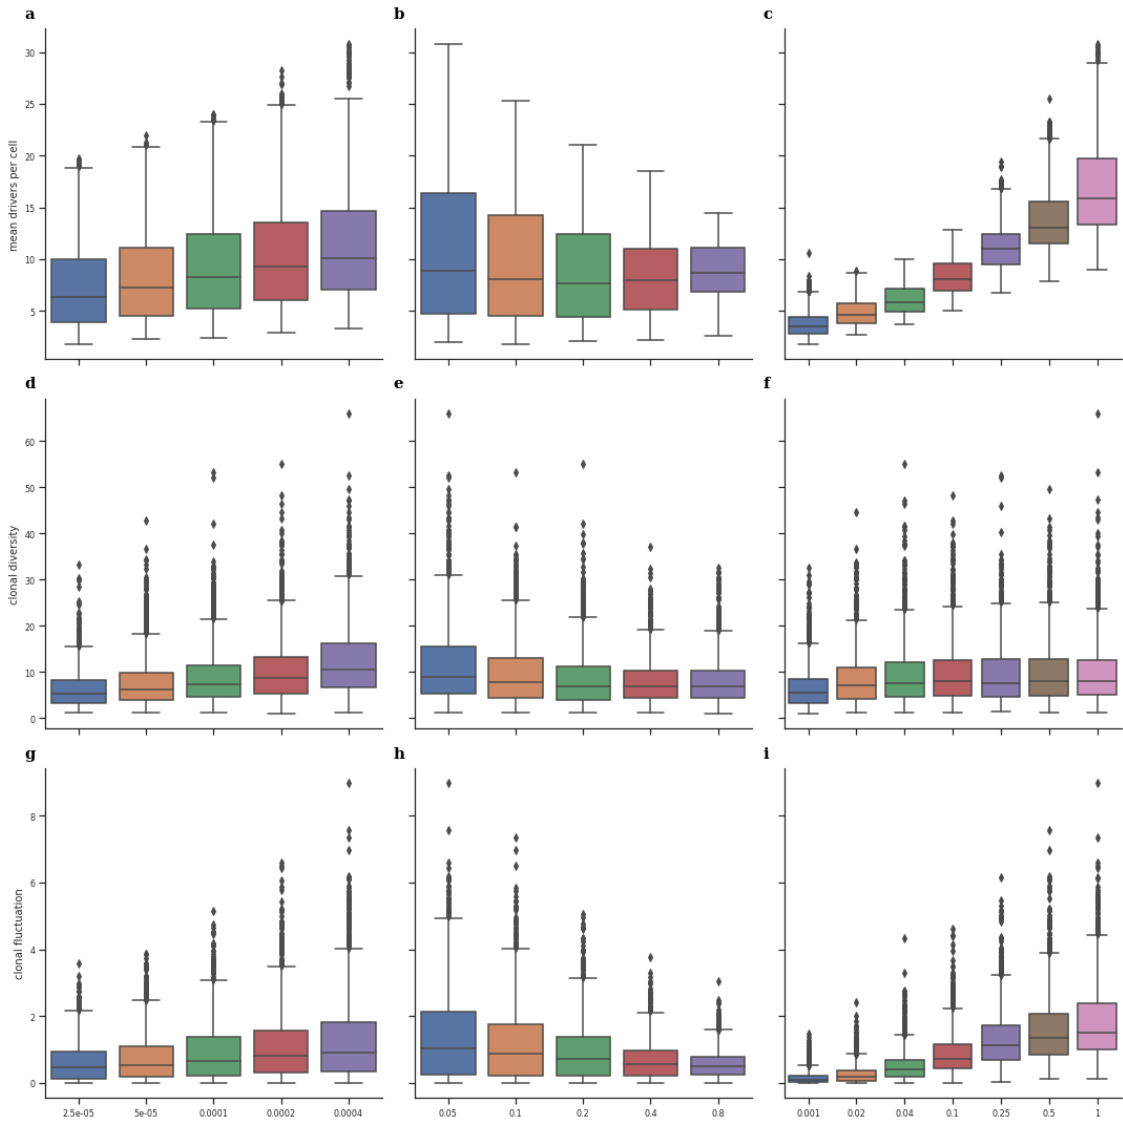 a b c
30
25
20
15
10
5
mean drivers per cell
d e f
60
50
40
30
20
10
0
clonal diversity
g h i
8
6
4
2
0
clonal fluctuation
2.5e-05 5e-05 0.0001 0.0002 0.0004
0.05 0.1 0.2 0.4 0.8
0.001 0.02 0.04 0.1 0.25 0.5 1